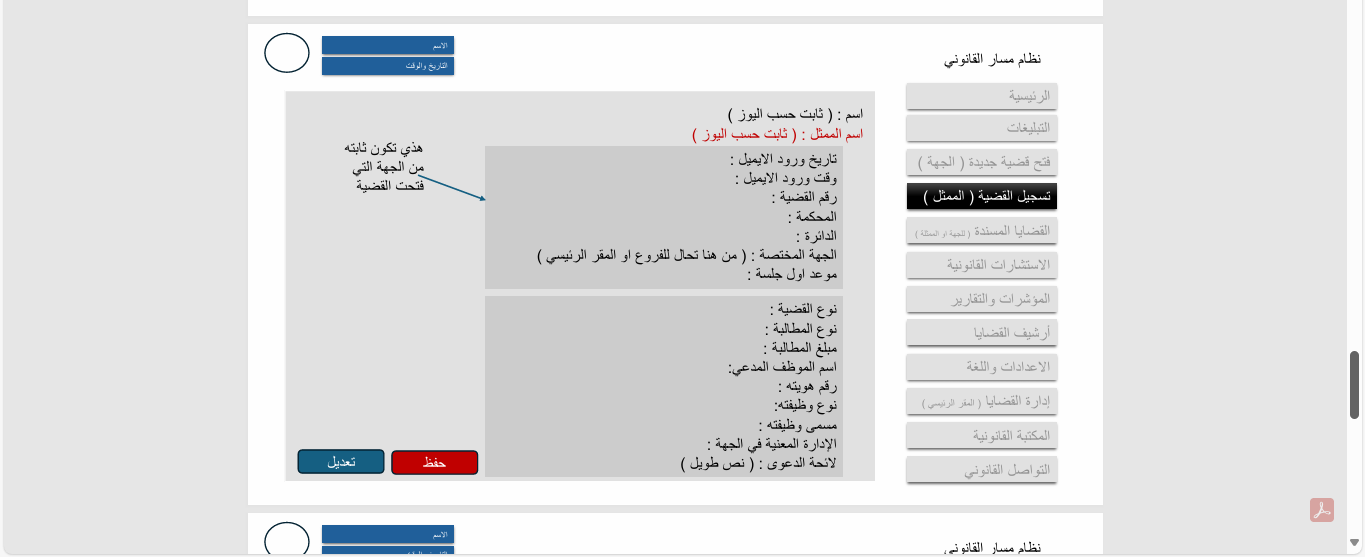 نظام مسار القانوني
الاسم
التاريخ والوقت
الرئيسية
التبليغات
فتح قضية جديدة ( الجهة )
تسجيل القضية ( الممثل )
القضايا المسندة ( للجهة او الممثلة )
الاستشارات القانونية
المؤشرات والتقارير
أرشيف القضايا
الاعدادات واللغة
إدارة القضايا ( المقر الرئيسي )
المكتبة القانونية
التواصل القانوني
اسم : ( ثابت حسب اليوز )
اسم الممثل : ( ثابت حسب اليوز )
تاريخ ورود الايميل :
وقت ورود الايميل :
رقم القضية :
المحكمة :
الدائرة :
الجهة المختصة : ( من هنا تحال للفروع او المقر الرئيسي )
موعد اول جلسة :
هذي تكون ثابته
من الجهة التي
فتحت القضية
نوع القضية :
نوع المطالبة :
مبلغ المطالبة :
اسم الموظف المدعي:
رقم هويته :
نوع وظيفته:
مسمى وظيفته :
الإدارة المعنية في الجهة :
لائحة الدعوى : ( نص طويل )
حفظ
تعديل
نظام مسار القانوني
الاسم